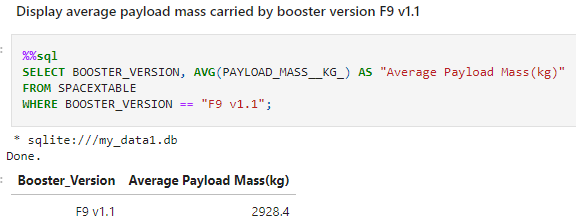 Display average payload mass carried by booster version F9 v1.1
%%sql
SELECT BOOSTER_VERSION, AVG(PAYLOAD_MASS__KG_) AS "Average Payload Mass(kg)"
FROM SPACEXTABLE
WHERE BOOSTER_VERSION == "F9 v1.1";
* sqlite:///my_data1.db
Done.
Booster_Version Average Payload Mass(kg)
F9 v1.1 2928.4